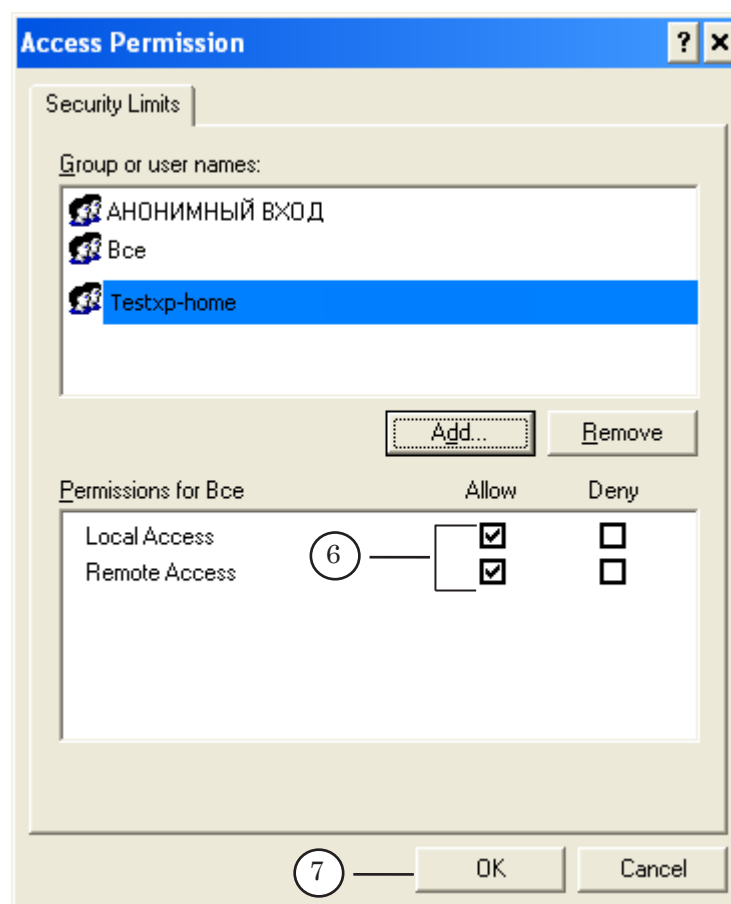 Access Permission
Security Limits
Group or user names:
АНОНИМНЫЙ ВХОД
Все
Testxp-home
Add... Remove
Permissions for Все Allow Deny
Local Access
6
Remote Access
7 OK Cancel